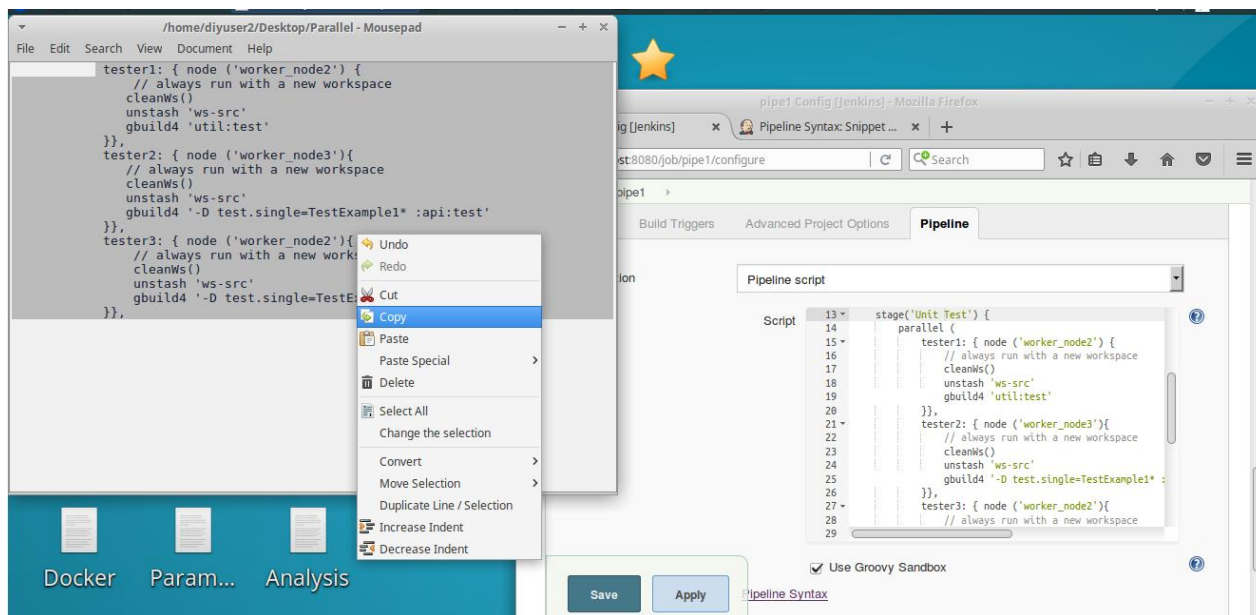 /home/diyuser2/Desktop/Parallel - Mousepad
File Edit Search View Document Help
tester1: { node ('worker_node2') {
// always run with a new workspace
cleanWs()
unstash 'ws-src'
gbuild4 'util:test'
}},
tester2: { node ('worker_node3'){
// always run with a new workspace
cleanWs()
unstash 'ws-src'
gbuild4 '-D test.single=TestExample1* :api:test'
}},
tester3: { node ('worker_node2'){
// always run with a new works
cleanWs()
unstash 'ws-src'
gbuild4 '-D test.single=TestE
}},
Undo
Redo
Cut
Copy
Paste
Paste Special
Delete
Select All
Change the selection
Convert
Move Selection
Duplicate Line / Selection
Increase Indent
Decrease Indent
Docker Param... Analysis
pipe1 Config [Jenkins] - Mozilla Firefox
ig [Jenkins] Pipeline Syntax: Snippet ...
st:8080/job/pipe1/configure Search
pipe1
Build Triggers Advanced Project Options Pipeline
ion Pipeline script
Script
13 stage('Unit Test') {
14 parallel (
15 tester1: { node ('worker_node2') {
16 // always run with a new workspace
17 cleanWs()
18 unstash 'ws-src'
19 gbuild4 'util:test'
20 }},
21 tester2: { node ('worker_node3'){
22 // always run with a new workspace
23 cleanWs()
24 unstash 'ws-src'
25 gbuild4 '-D test.single=TestExample1* :
26 }},
27 tester3: { node ('worker_node2'){
28 // always run with a new workspace
29
Use Groovy Sandbox
Pipeline Syntax
Save Apply